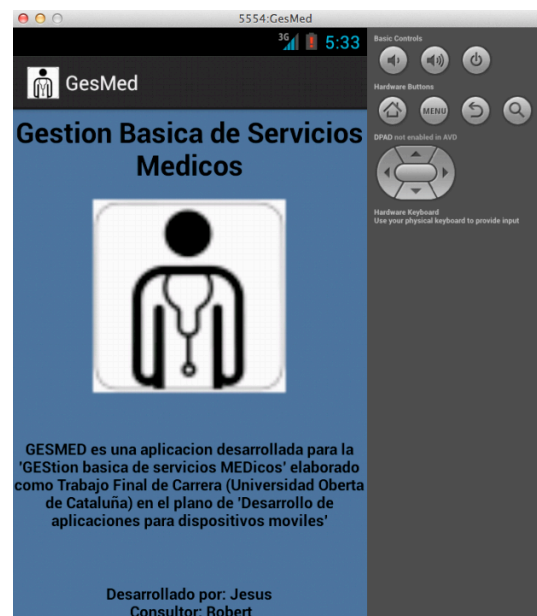 5554:GesMed
3G 5:33
GesMed
Gestion Basica de Servicios
Medicos
GESMED es una aplicacion desarrollada para la
'GEStion basica de servicios MEDicos' elaborado
como Trabajo Final de Carrera (Universidad Oberta
de Cataluña) en el plano de 'Desarrollo de
aplicaciones para dispositivos moviles'
Desarrollado por: Jesus
Consultor: Robert
Basic Controls
Hardware Buttons
MENU
DPAD not enabled in AVD
Hardware Keyboard
Use your physical keyboard to provide input